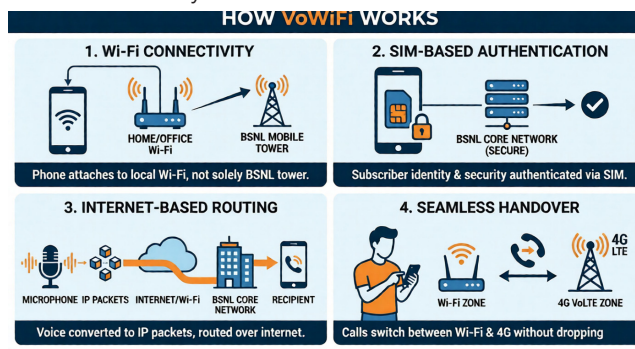 HOW VoWiFi WORKS
1. Wi-Fi CONNECTIVITY
HOME/OFFICE
Wi-Fi
BSNL MOBILE
TOWER
Phone attaches to local Wi-Fi, not solely BSNL tower.
2. SIM-BASED AUTHENTICATION
BSNL CORE NETWORK
(SECURE)
Subscriber identity & security authenticated via SIM.
3. INTERNET-BASED ROUTING
MICROPHONE
IP PACKETS
INTERNET/Wi-Fi
BSNL CORE
NETWORK
RECIPIENT
Voice converted to IP packets, routed over internet.
4. SEAMLESS HANDOVER
4G
LTE
Wi-Fi ZONE
4G VoLTE ZONE
Calls switch between Wi-Fi & 4G without dropping